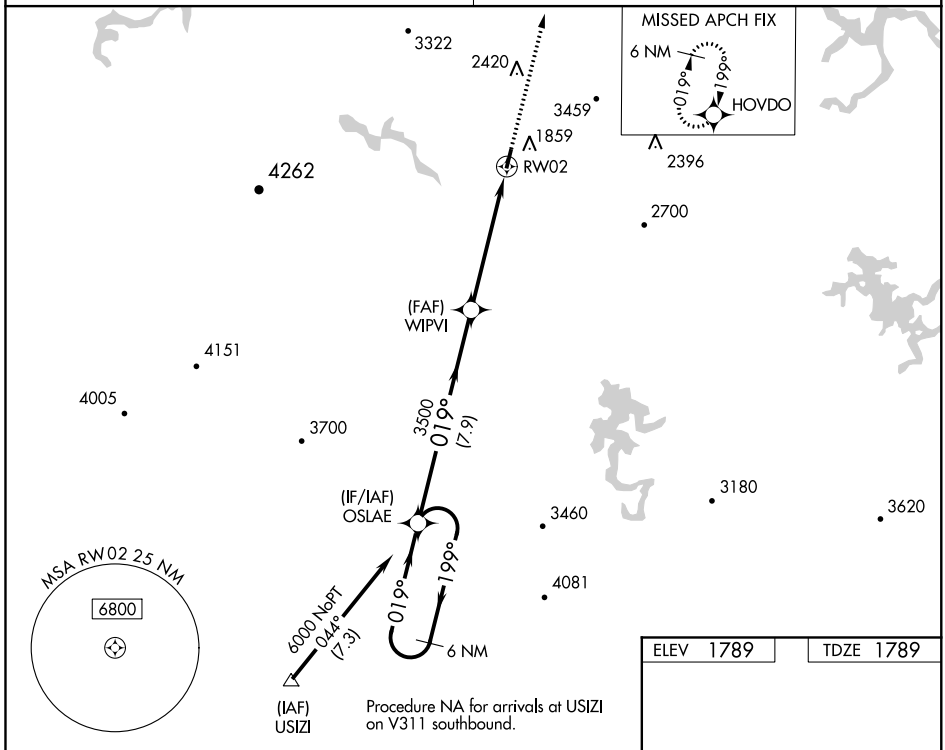 MISSED APCH FIX
6 NM
019°
199°
HOVDO
3322
2420
3459
1859
RW02
2396
4262
2700
(FAF)
WIPVI
4151
4005
3700
3500
019°
(7.9)
(IF/IAF)
OSLAE
3460
3180
3620
4081
MSA RW02 25 NM
6800
6000 NoPT
044°
(7.3)
019°
199°
6 NM
(IAF)
USIZI
Procedure NA for arrivals at USIZI
on V311 southbound.
ELEV 1789
TDZE 1789